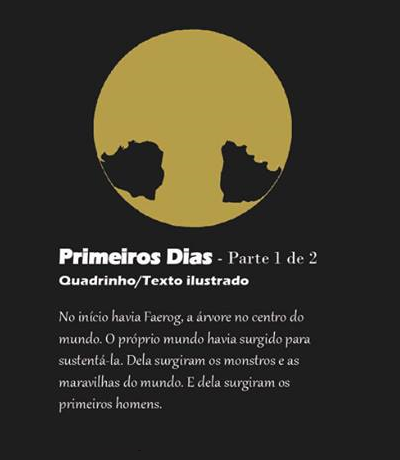 Primeiros Dias - Parte 1 de 2
Quadrinho/Texto ilustrado
No início havia Faerog, a árvore no centro do
mundo. O próprio mundo havia surgido para
sustentá-la. Dela surgiram os monstros e as
maravilhas do mundo. E dela surgiram os
primeiros homens.